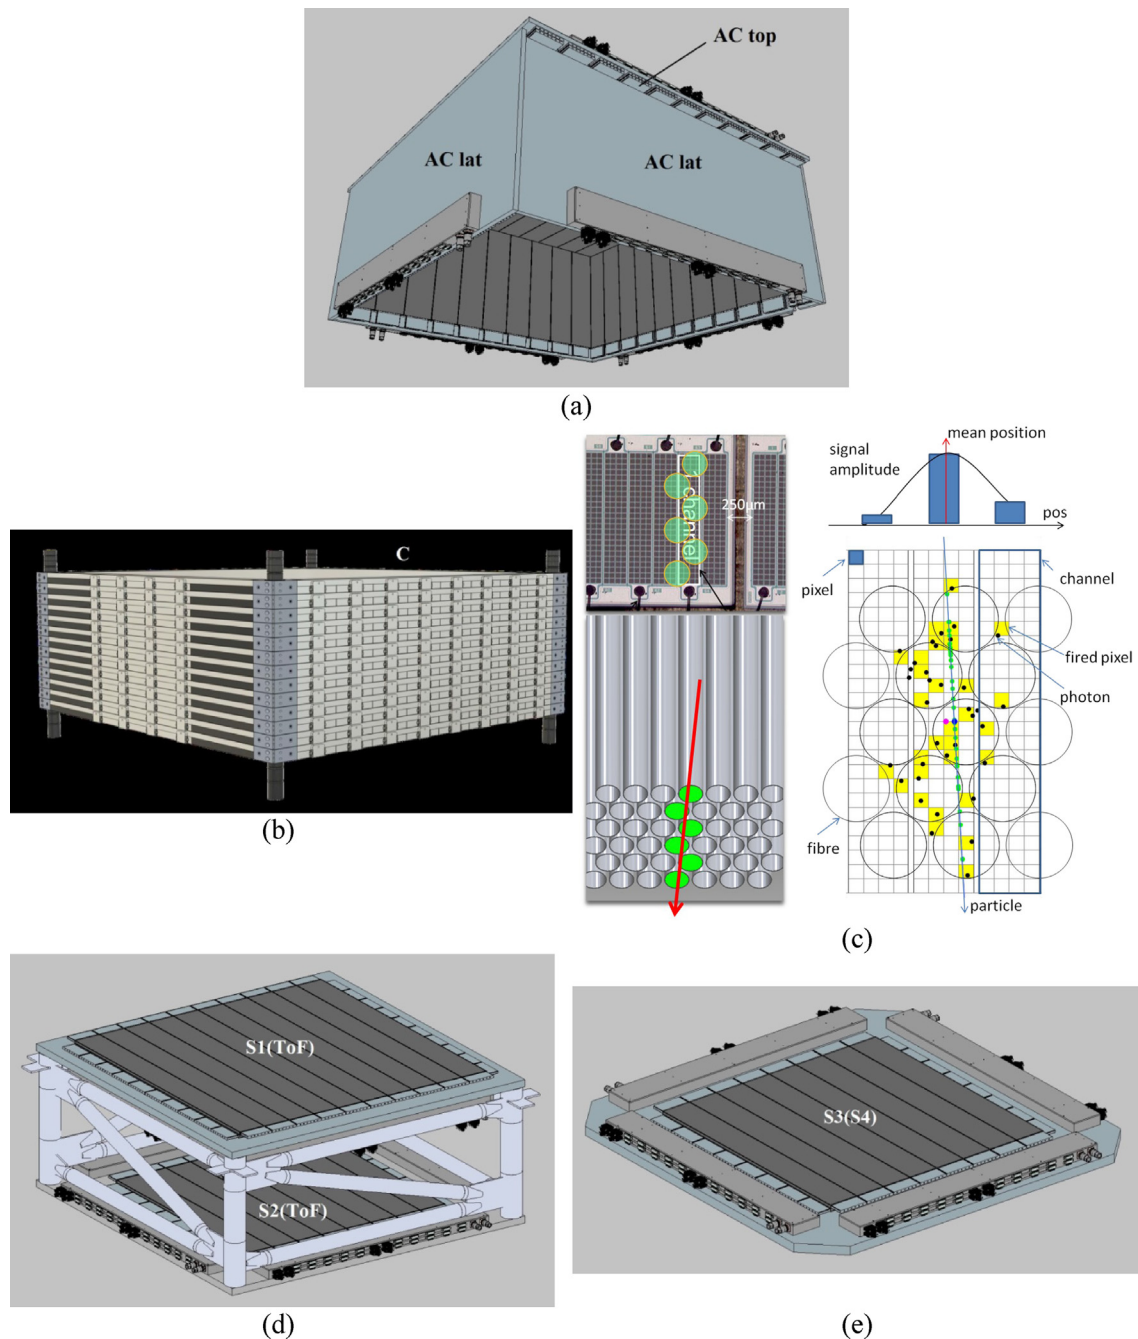 AC top
AC lat
AC lat
(a)
C
(b)
1 channel
250μm
mean position
signal
amplitude
pos
pixel
channel
fired pixel
photon
fibre
particle
(c)
S1(ToF)
S2(ToF)
(d)
S3(S4)
(e)